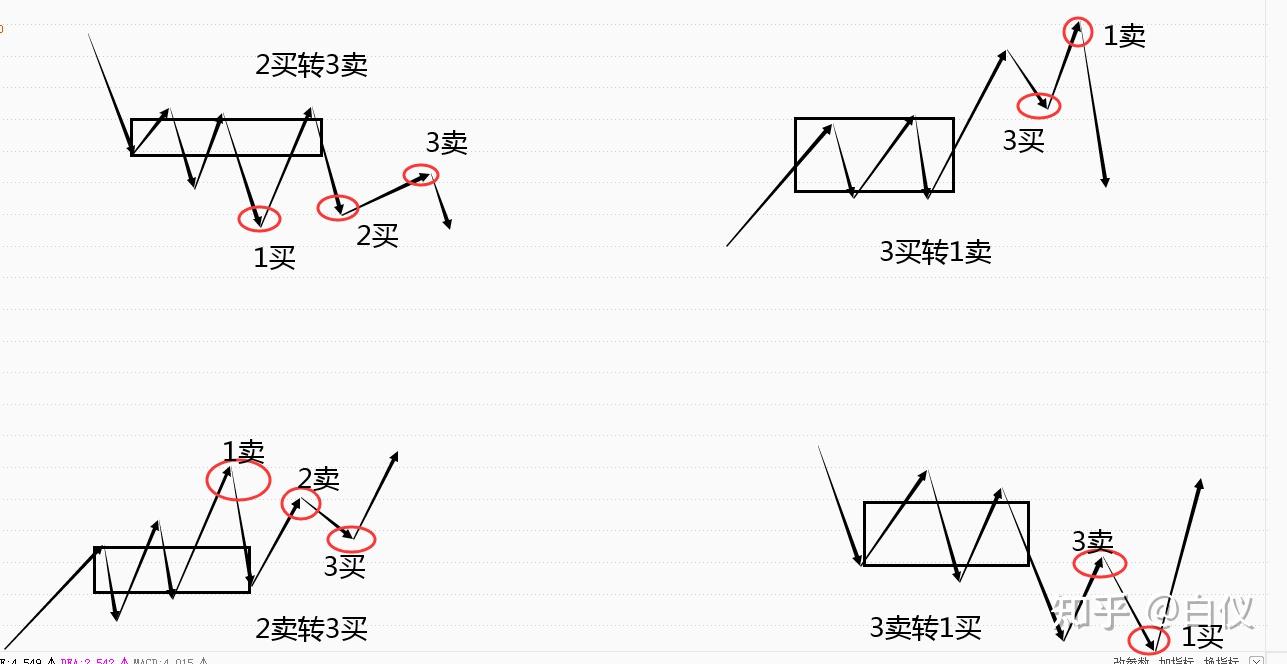 2买转3卖
3卖
1买
2买
1卖
3买
3买转1卖
1卖
2卖
3买
2卖转3买
3卖
3卖转1买
1买
知乎 @白仪
DEA:2.542
MACD:4.015
改参数 加指标 换指标